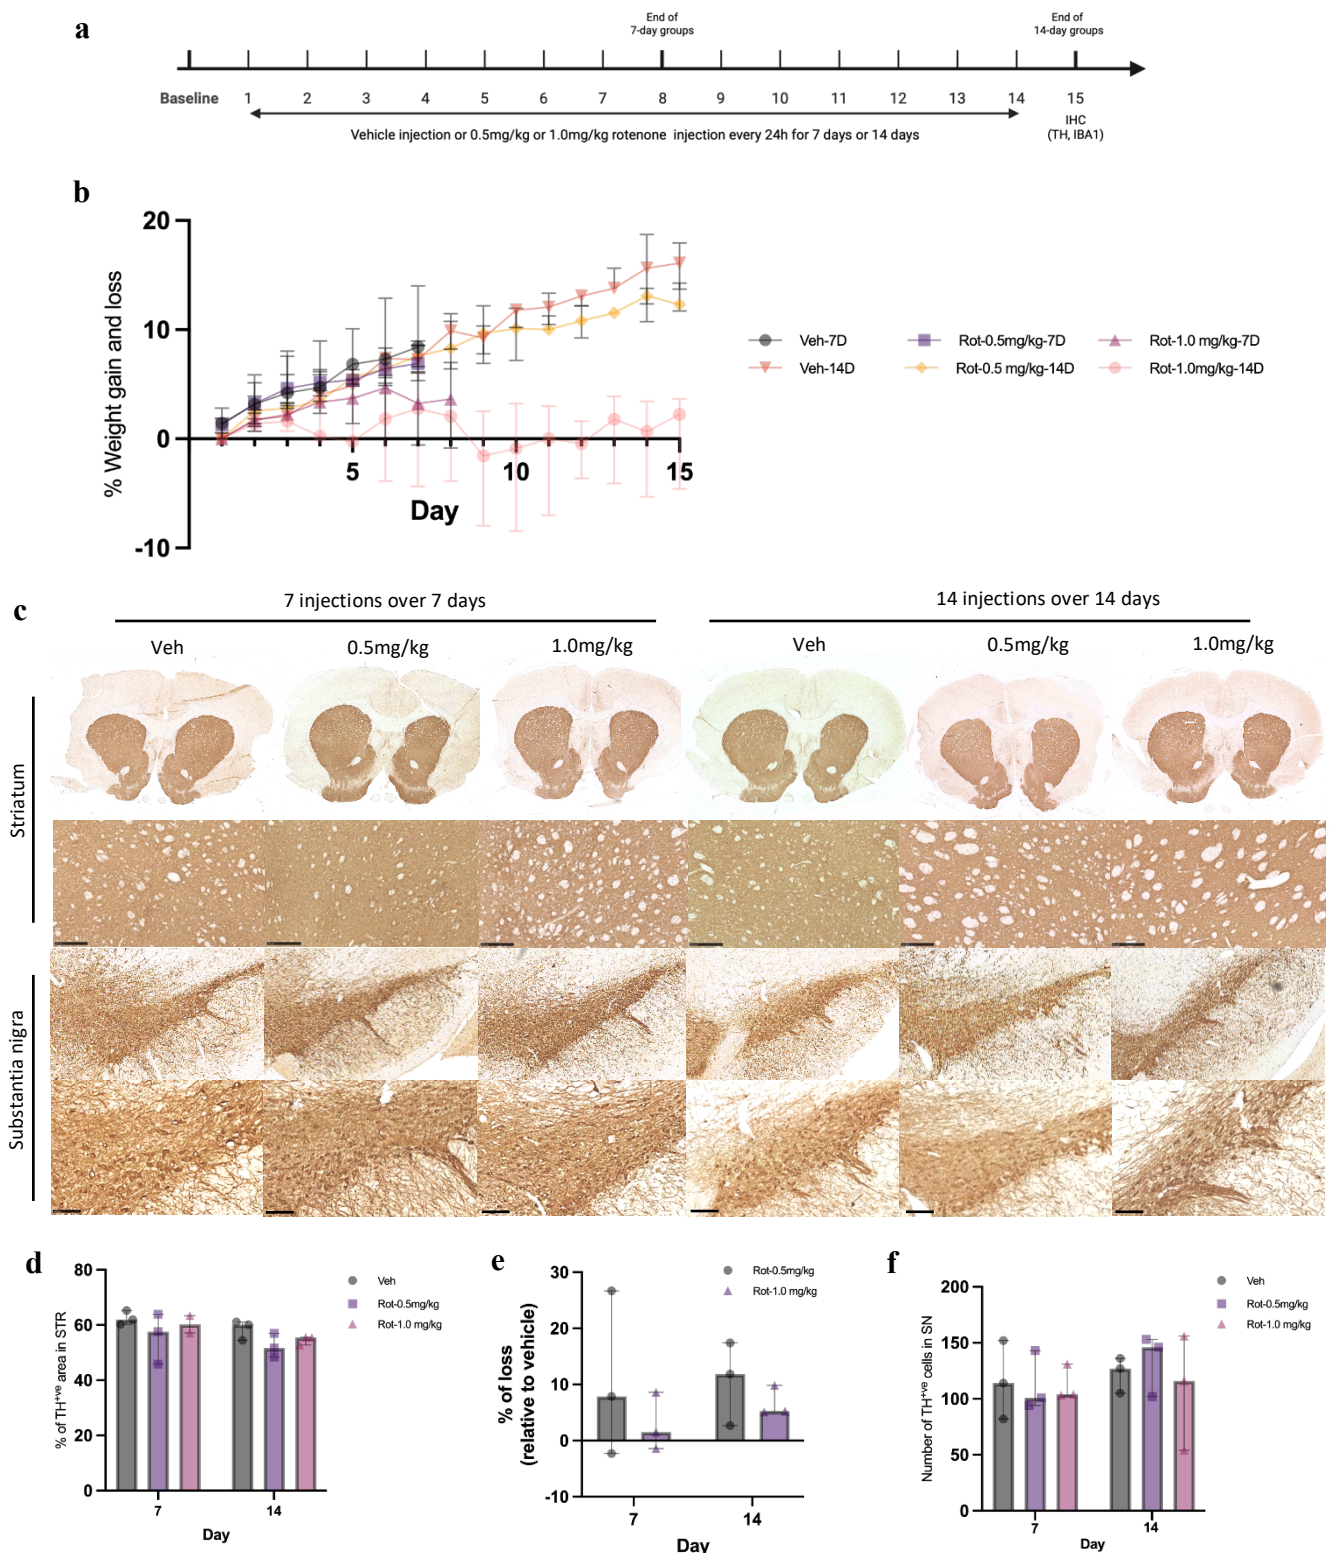 a
End of
7-day groups
End of
14-day groups
Baseline 1 2 3 4 5 6 7 8 9 10 11 12 13 14 15
Vehicle injection or 0.5mg/kg or 1.0mg/kg rotenone injection every 24h for 7 days or 14 days
IHC
(TH, IBA1)
b
% Weight gain and loss
20
10
0
-10
5 10 15
Day
Veh-7D Rot-0.5mg/kg-7D Rot-1.0 mg/kg-7D
Veh-14D Rot-0.5 mg/kg-14D Rot-1.0mg/kg-14D
c
7 injections over 7 days 14 injections over 14 days
Veh 0.5mg/kg 1.0mg/kg Veh 0.5mg/kg 1.0mg/kg
Striatum
Substantia nigra
d
% of TH+ve area in STR
80
60
40
20
0
7 14
Day
Veh
Rot-0.5mg/kg
Rot-1.0 mg/kg
e
% of loss
(relative to vehicle)
30
20
10
0
-10
7 14
Day
Rot-0.5mg/kg
Rot-1.0 mg/kg
f
Number of TH+ve cells in SN
200
150
100
50
0
7 14
Day
Veh
Rot-0.5mg/kg
Rot-1.0 mg/kg